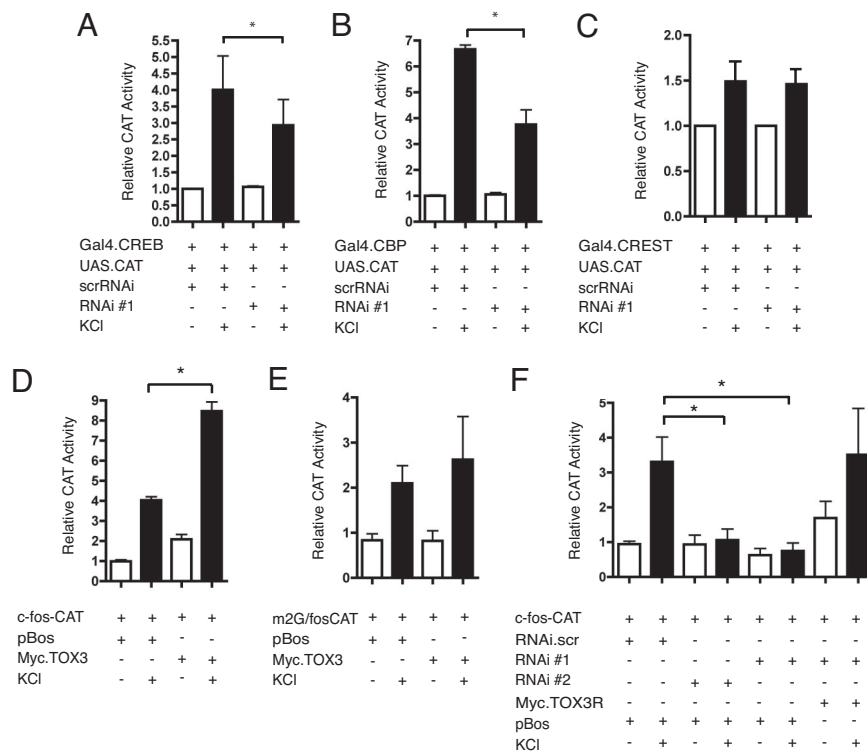 A
*
Relative CAT Activity
5.5
5.0
4.5
4.0
3.5
3.0
2.5
2.0
1.5
1.0
0.5
0.0
Gal4.CREB + + + +
UAS.CAT + + + +
scrRNAi + + - -
RNAi #1 - - + +
KCl - + - +
B
*
Relative CAT Activity
7
6
5
4
3
2
1
0
Gal4.CBP + + + +
UAS.CAT + + + +
scrRNAi + + - -
RNAi #1 - - + +
KCl - + - +
C
Relative CAT Activity
2.0
1.5
1.0
0.5
0.0
Gal4.CREST + + + +
UAS.CAT + + + +
scrRNAi + + - -
RNAi #1 - - + +
KCl - + - +
D
*
Relative CAT Activity
9
8
7
6
5
4
3
2
1
0
c-fos-CAT + + + +
pBos + + - -
Myc.TOX3 - - + +
KCl - + - +
E
Relative CAT Activity
4
3
2
1
0
m2G/fosCAT + + + +
pBos + + - -
Myc.TOX3 - - + +
KCl - + - +
F
*
*
Relative CAT Activity
5
4
3
2
1
0
c-fos-CAT + + + + + + + +
RNAi.scr + + - - - - - -
RNAi #1 - - - - + + + +
RNAi #2 - - + + - - - -
Myc.TOX3R - - - - - - + +
pBos + + + + + + - -
KCl - + - + - + - +